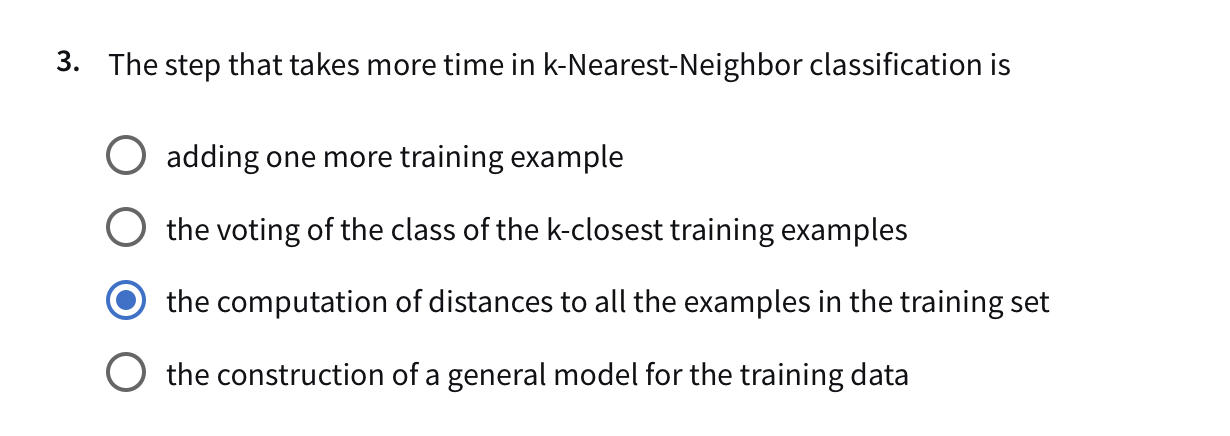 3. The step that takes more time in k-Nearest-Neighbor classification is
adding one more training example
the voting of the class of the k-closest training examples
the computation of distances to all the examples in the training set
the construction of a general model for the training data